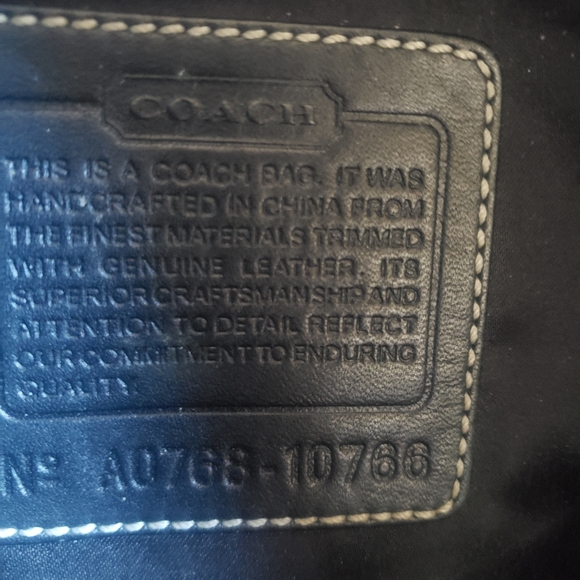 COACH
THIS IS A COACH BAG. IT WAS
HANDCRAFTED IN CHINA FROM
THE FINEST MATERIALS TRIMMED
WITH GENUINE LEATHER. ITS
SUPERIOR CRAFTSMANSHIP AND
ATTENTION TO DETAIL REFLECT
OUR COMMITMENT TO ENDURING
QUALITY.
Nº A0768-10766